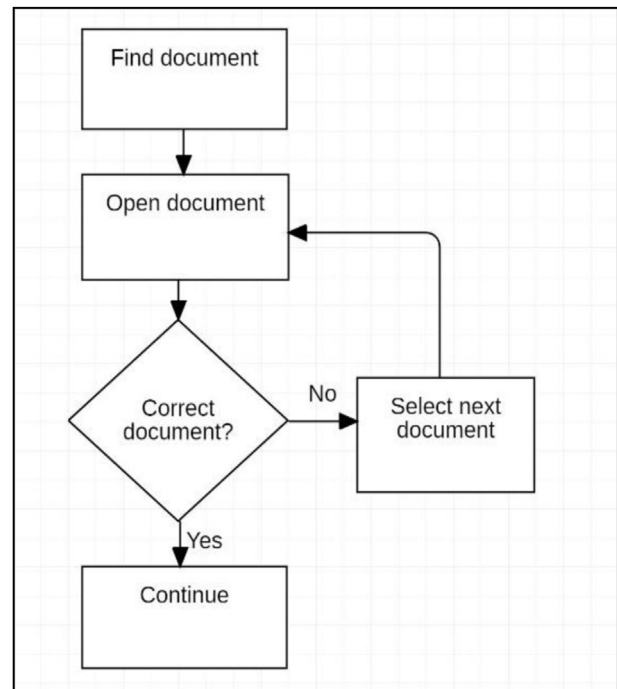 Find document
Open document
Correct
document?
No
Select next
document
Yes
Continue